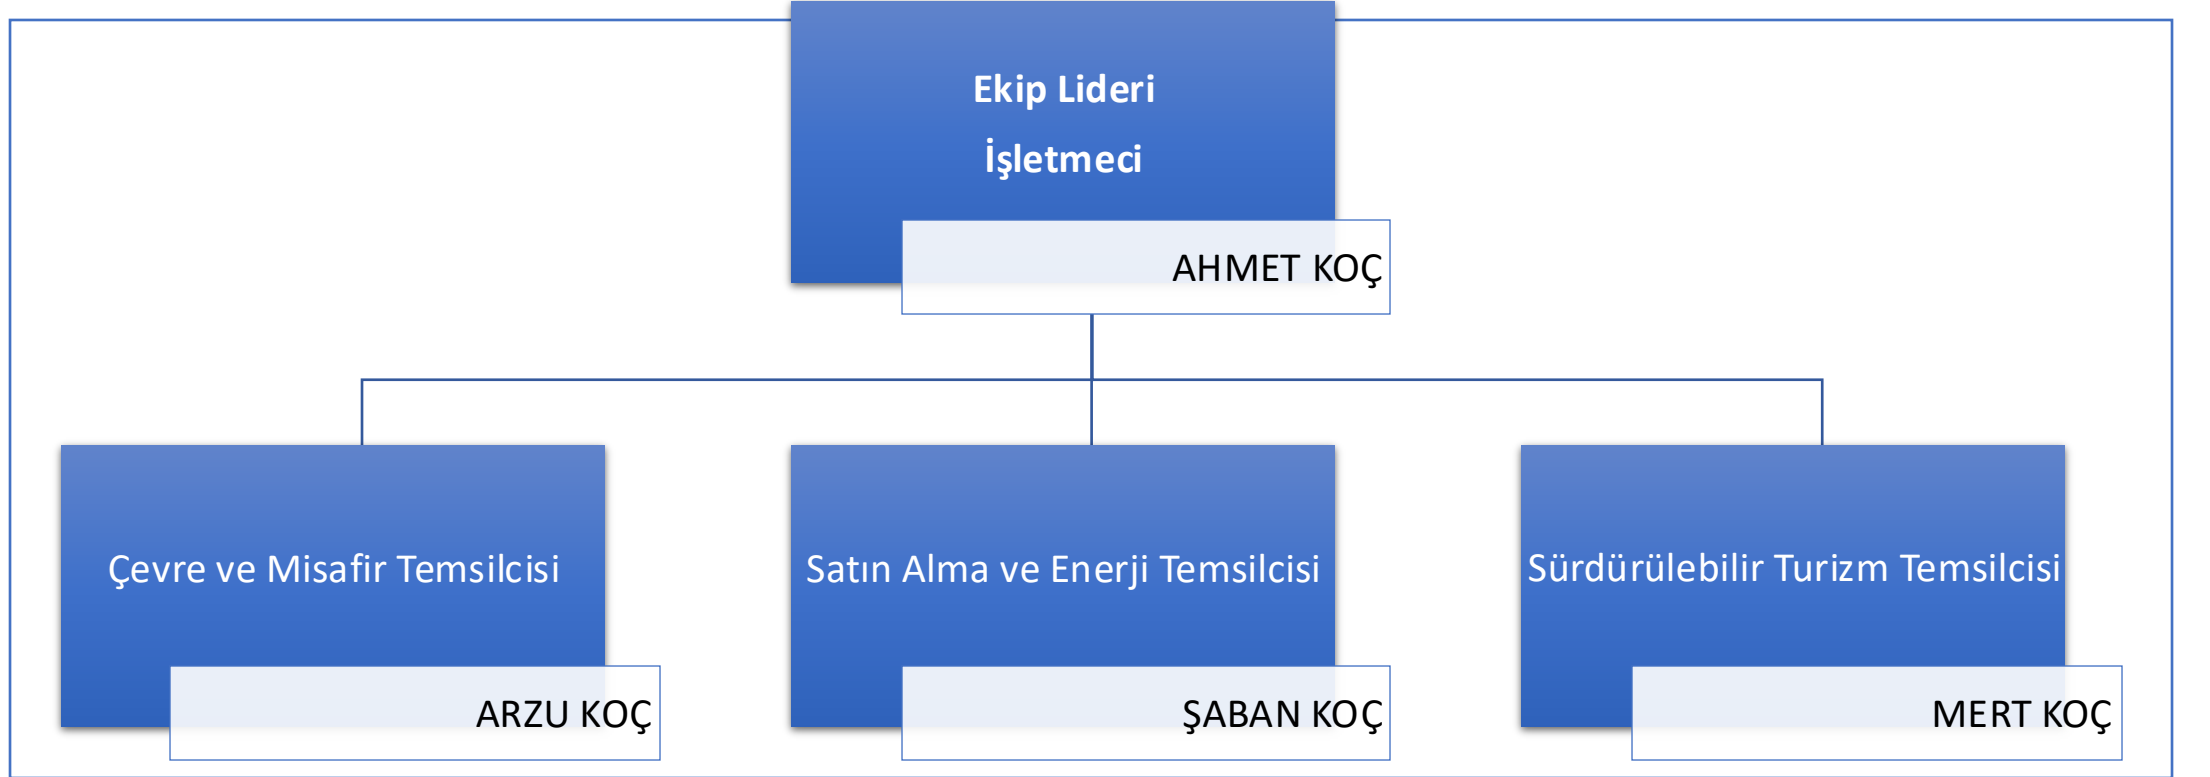 Ekip Lideri
İşletmeci
AHMET KOÇ
Çevre ve Misafir Temsilcisi
ARZU KOÇ
Satın Alma ve Enerji Temsilcisi
ŞABAN KOÇ
Sürdürülebilir Turizm Temsilcisi
MERT KOÇ